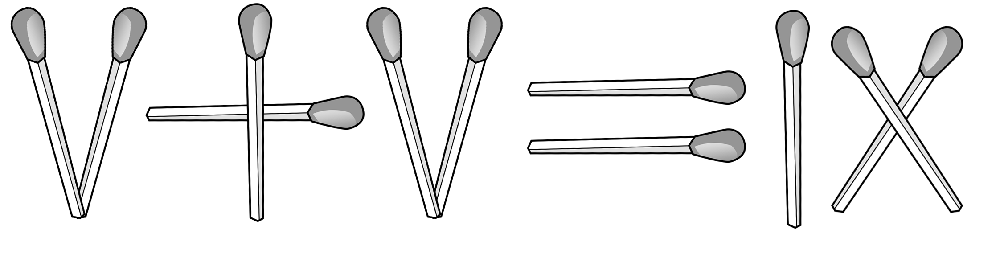 V + V = IX